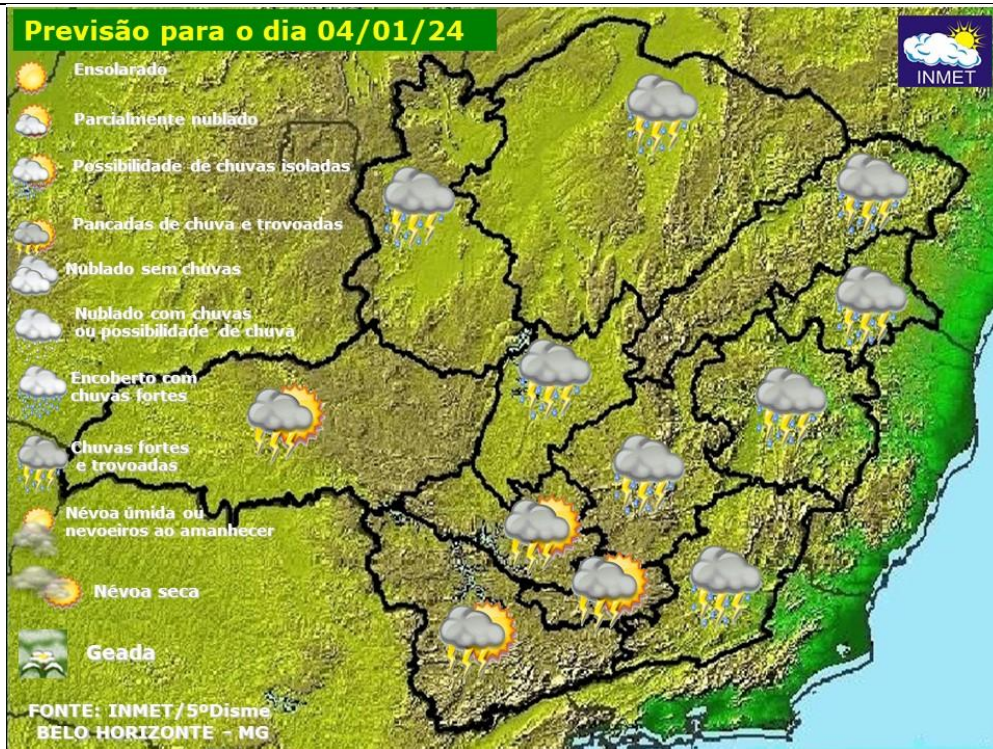 Previsão para o dia 04/01/24
INMET
Ensolarado
Parcialmente nublado
Possibilidade de chuvas isoladas
Pancadas de chuva e trovoadas
Nublado sem chuvas
Nublado com chuvas
ou possibilidade de chuva
Encoberto com
chuvas fortes
Chuvas fortes
e trovoadas
Névoa úmida ou
nevoeiros ao amanhecer
Névoa seca
Geada
FONTE: INMET/5ºDisme
BELO HORIZONTE - MG